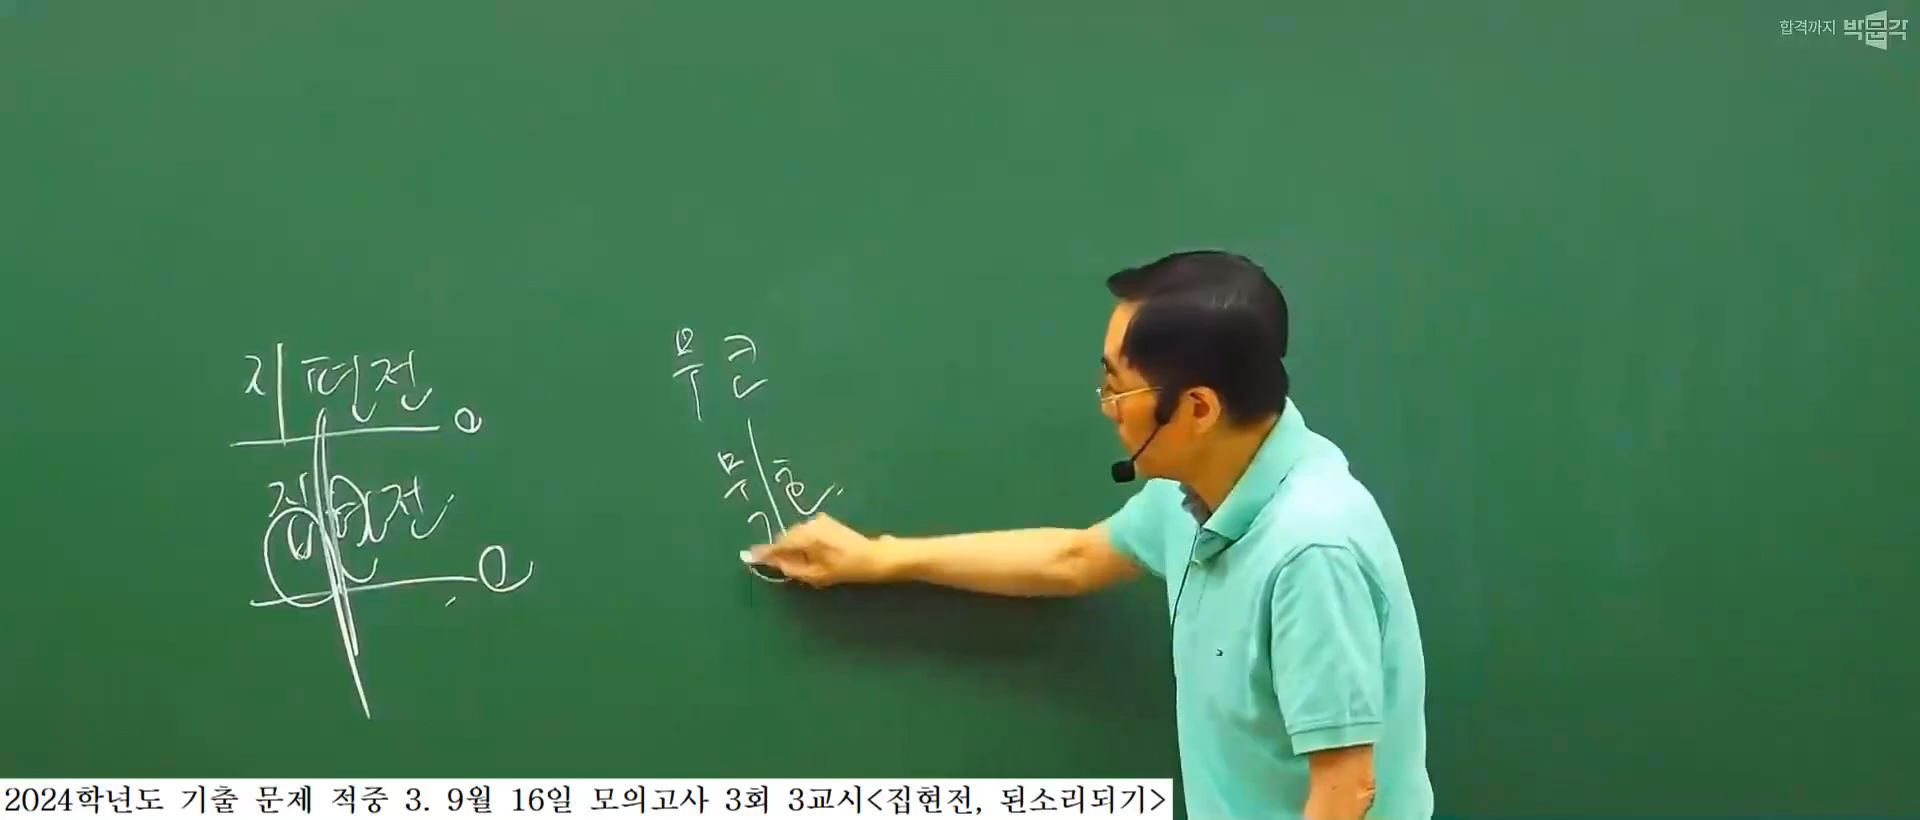 합격까지 박문각
지펀전
집현전
무큰
묵흔
2024학년도 기출 문제 적중 3. 9월 16일 모의고사 3회 3교시<집현전, 된소리되기>